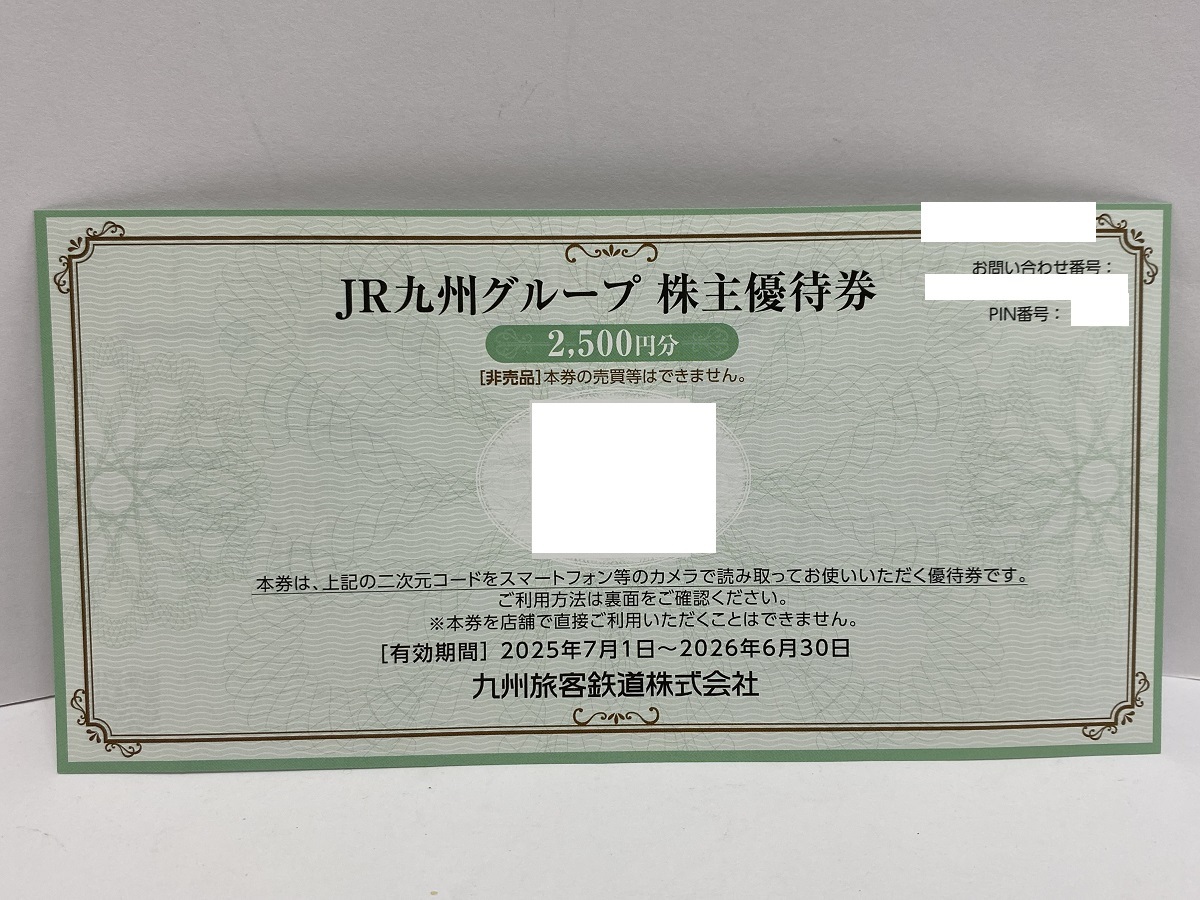 お問い合わせ番号：
PIN番号：
JR九州グループ 株主優待券
2,500円分
[非売品]本券の売買等はできません。
本券は、上記の二次元コードをスマートフォン等のカメラで読み取ってお使いいただく優待券です。
ご利用方法は裏面をご確認ください。
※本券を店舗で直接ご利用いただくことはできません。
[有効期間] 2025年7月1日～2026年6月30日
九州旅客鉄道株式会社